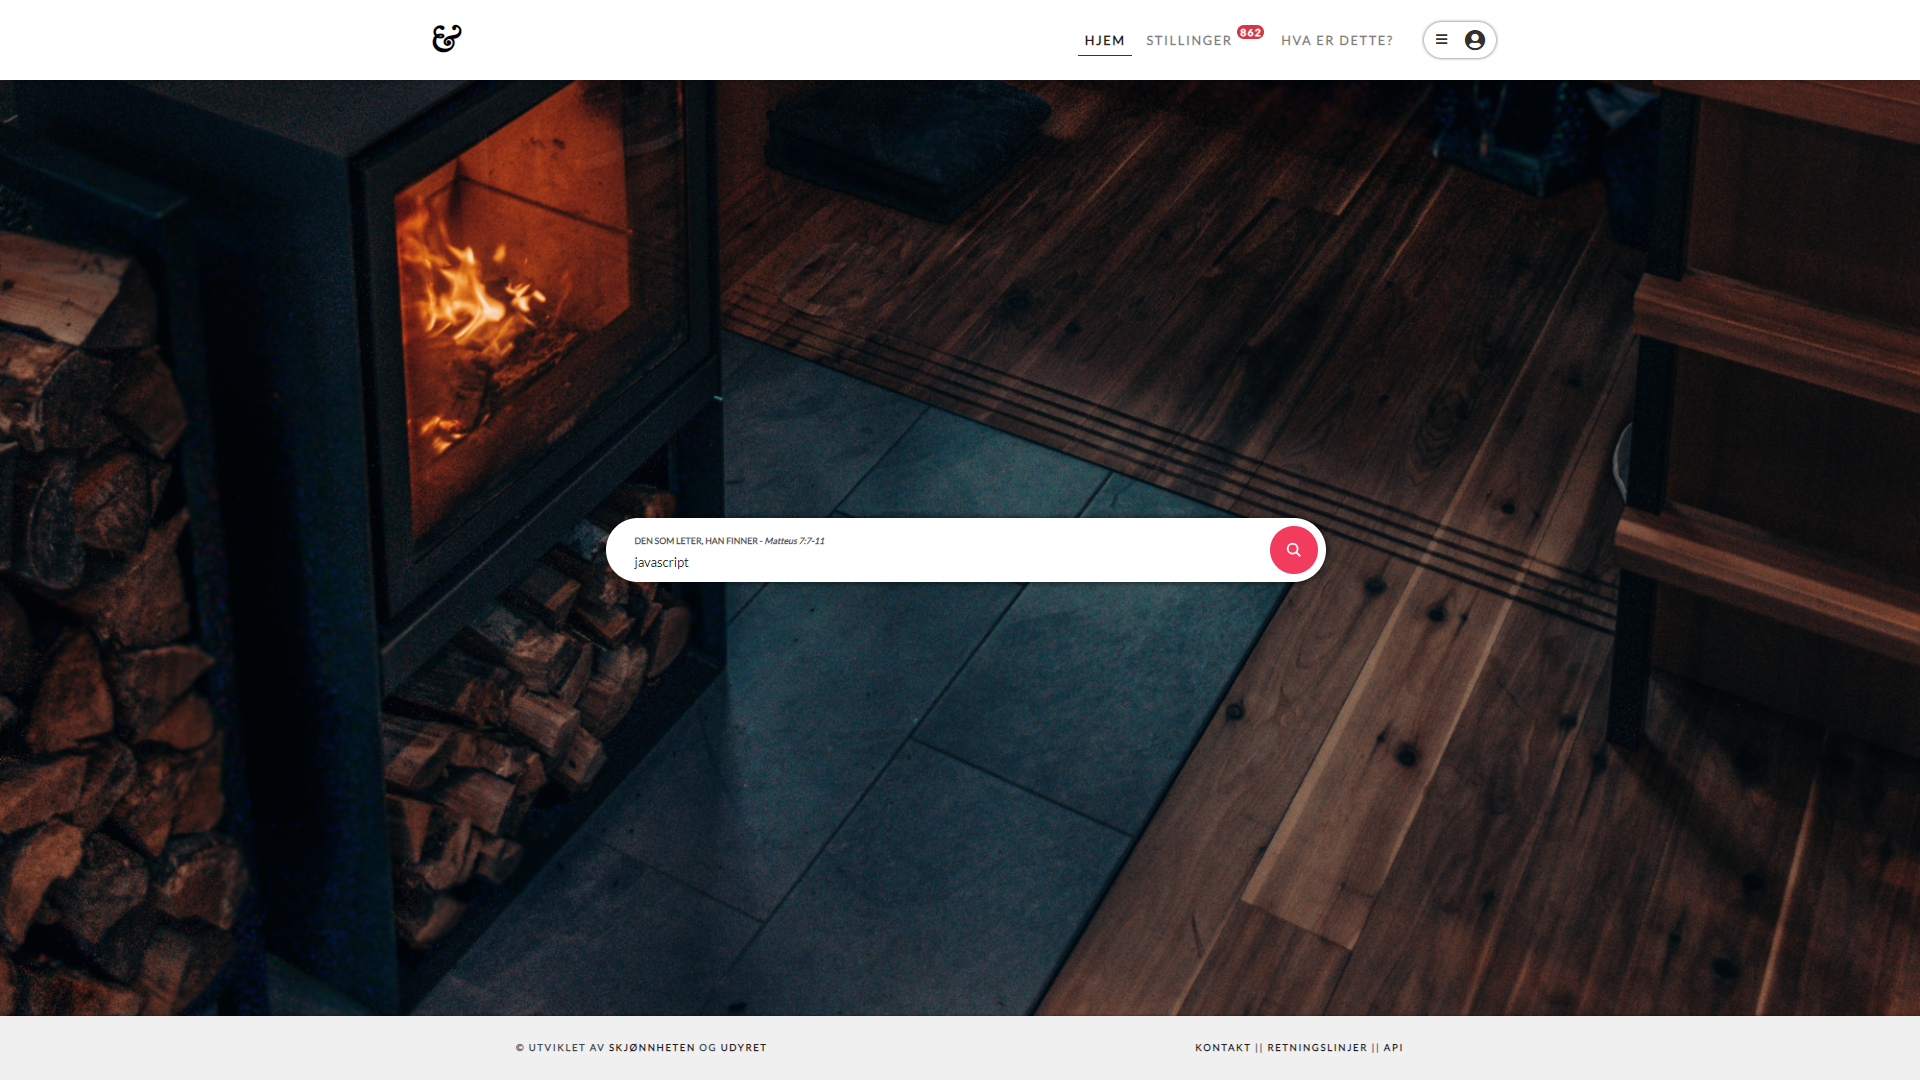 &
HJEM
STILLINGER 862
HVA ER DETTE?
DEN SOM LETER, HAN FINNER - Matteus 7:7-11
javascript
© UTVIKLET AV SKJØNNHETEN OG UDYRET
KONTAKT || RETNINGSLINJER || API